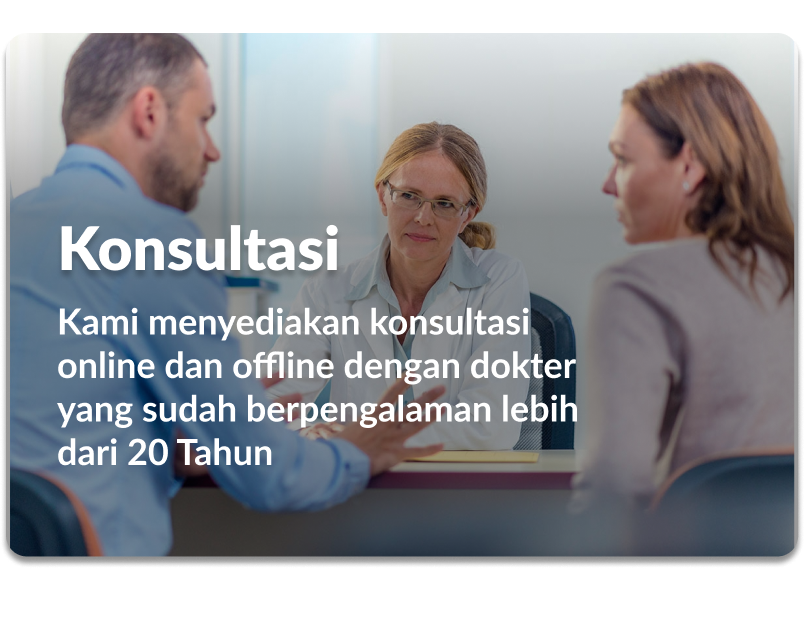 Konsultasi
Kami menyediakan konsultasi
online dan offline dengan dokter
yang sudah berpengalaman lebih
dari 20 Tahun